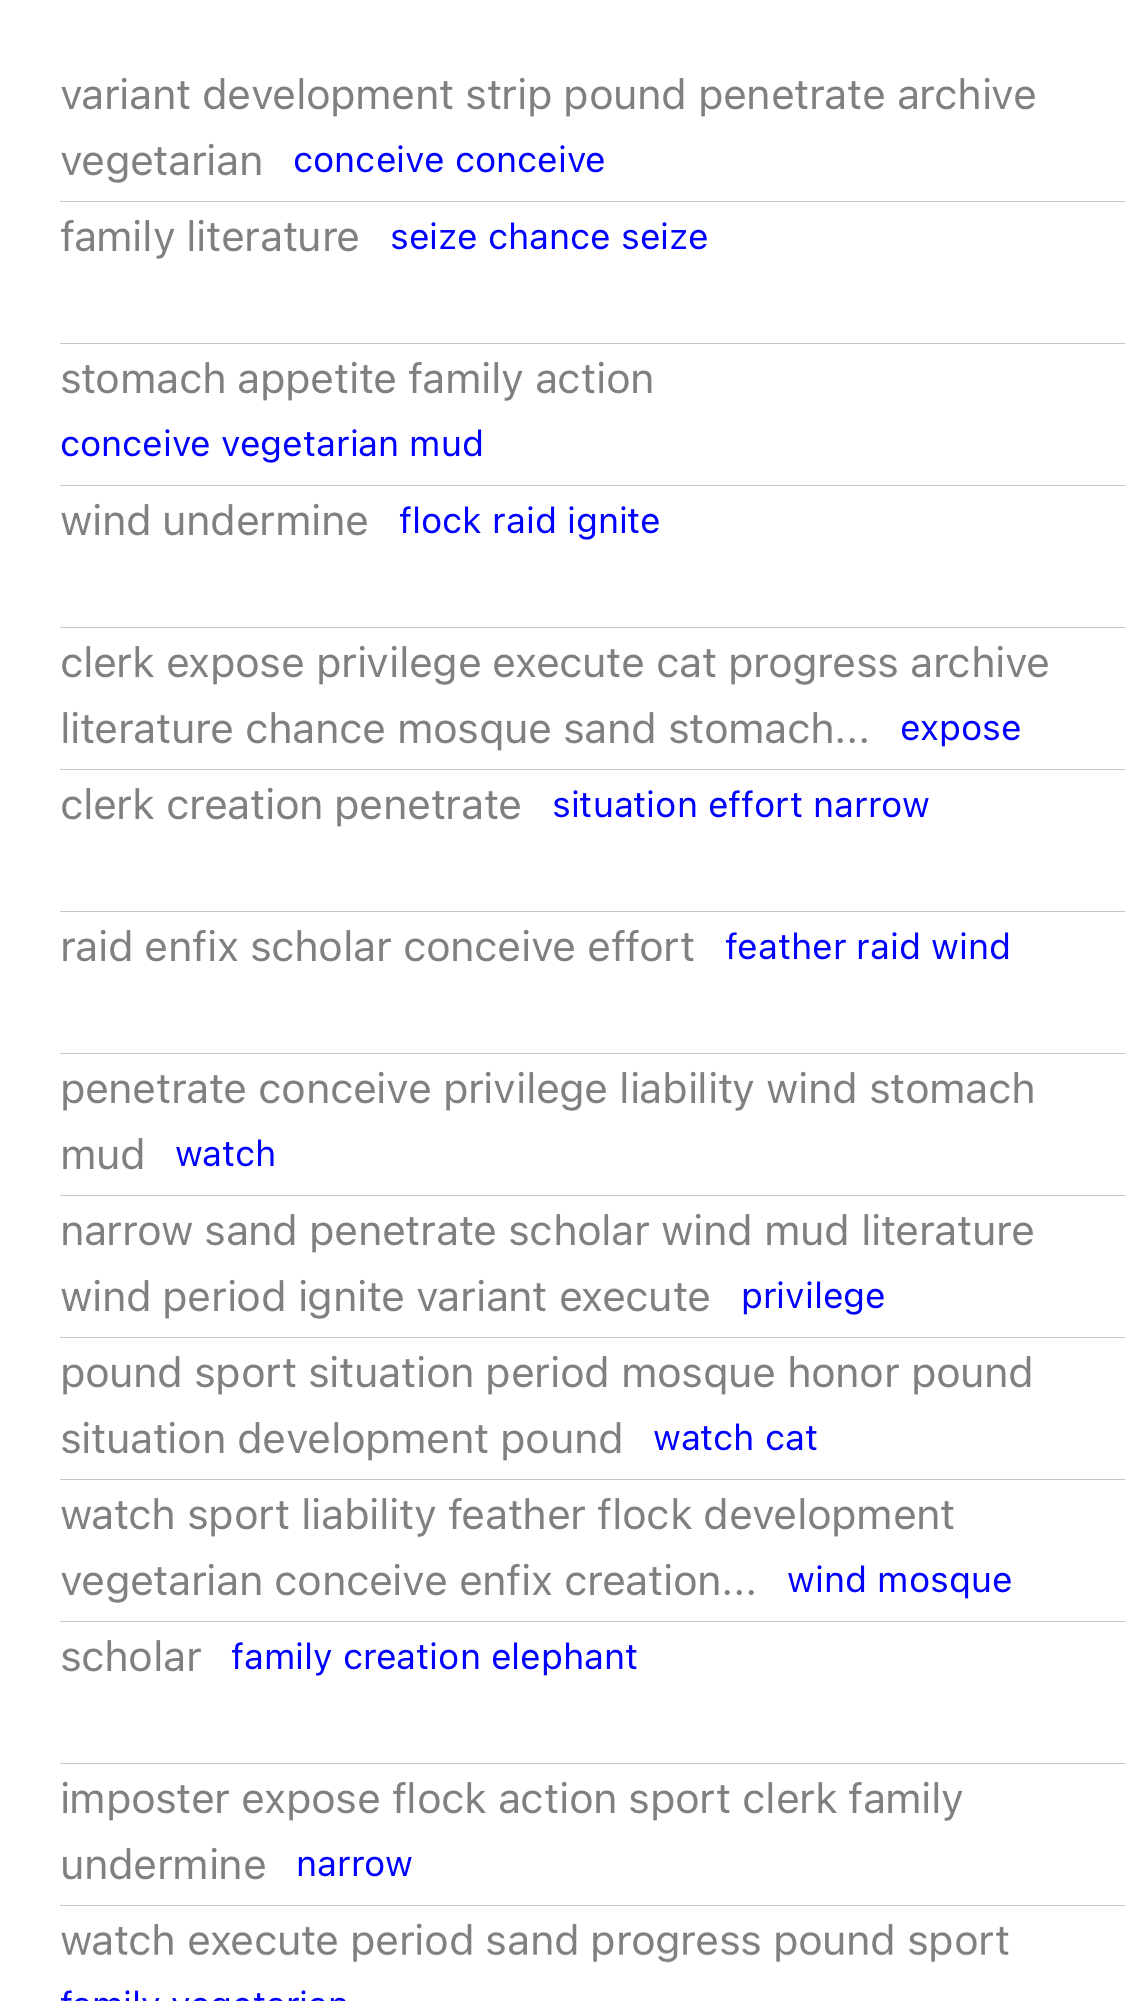 variant development strip pound penetrate archive
vegetarian conceive conceive
family literature seize chance seize
stomach appetite family action
conceive vegetarian mud
wind undermine flock raid ignite
clerk expose privilege execute cat progress archive
literature chance mosque sand stomach... expose
clerk creation penetrate situation effort narrow
raid enfix scholar conceive effort feather raid wind
penetrate conceive privilege liability wind stomach
mud watch
narrow sand penetrate scholar wind mud literature
wind period ignite variant execute privilege
pound sport situation period mosque honor pound
situation development pound watch cat
watch sport liability feather flock development
vegetarian conceive enfix creation... wind mosque
scholar family creation elephant
imposter expose flock action sport clerk family
undermine narrow
watch execute period sand progress pound sport
family vegetarian